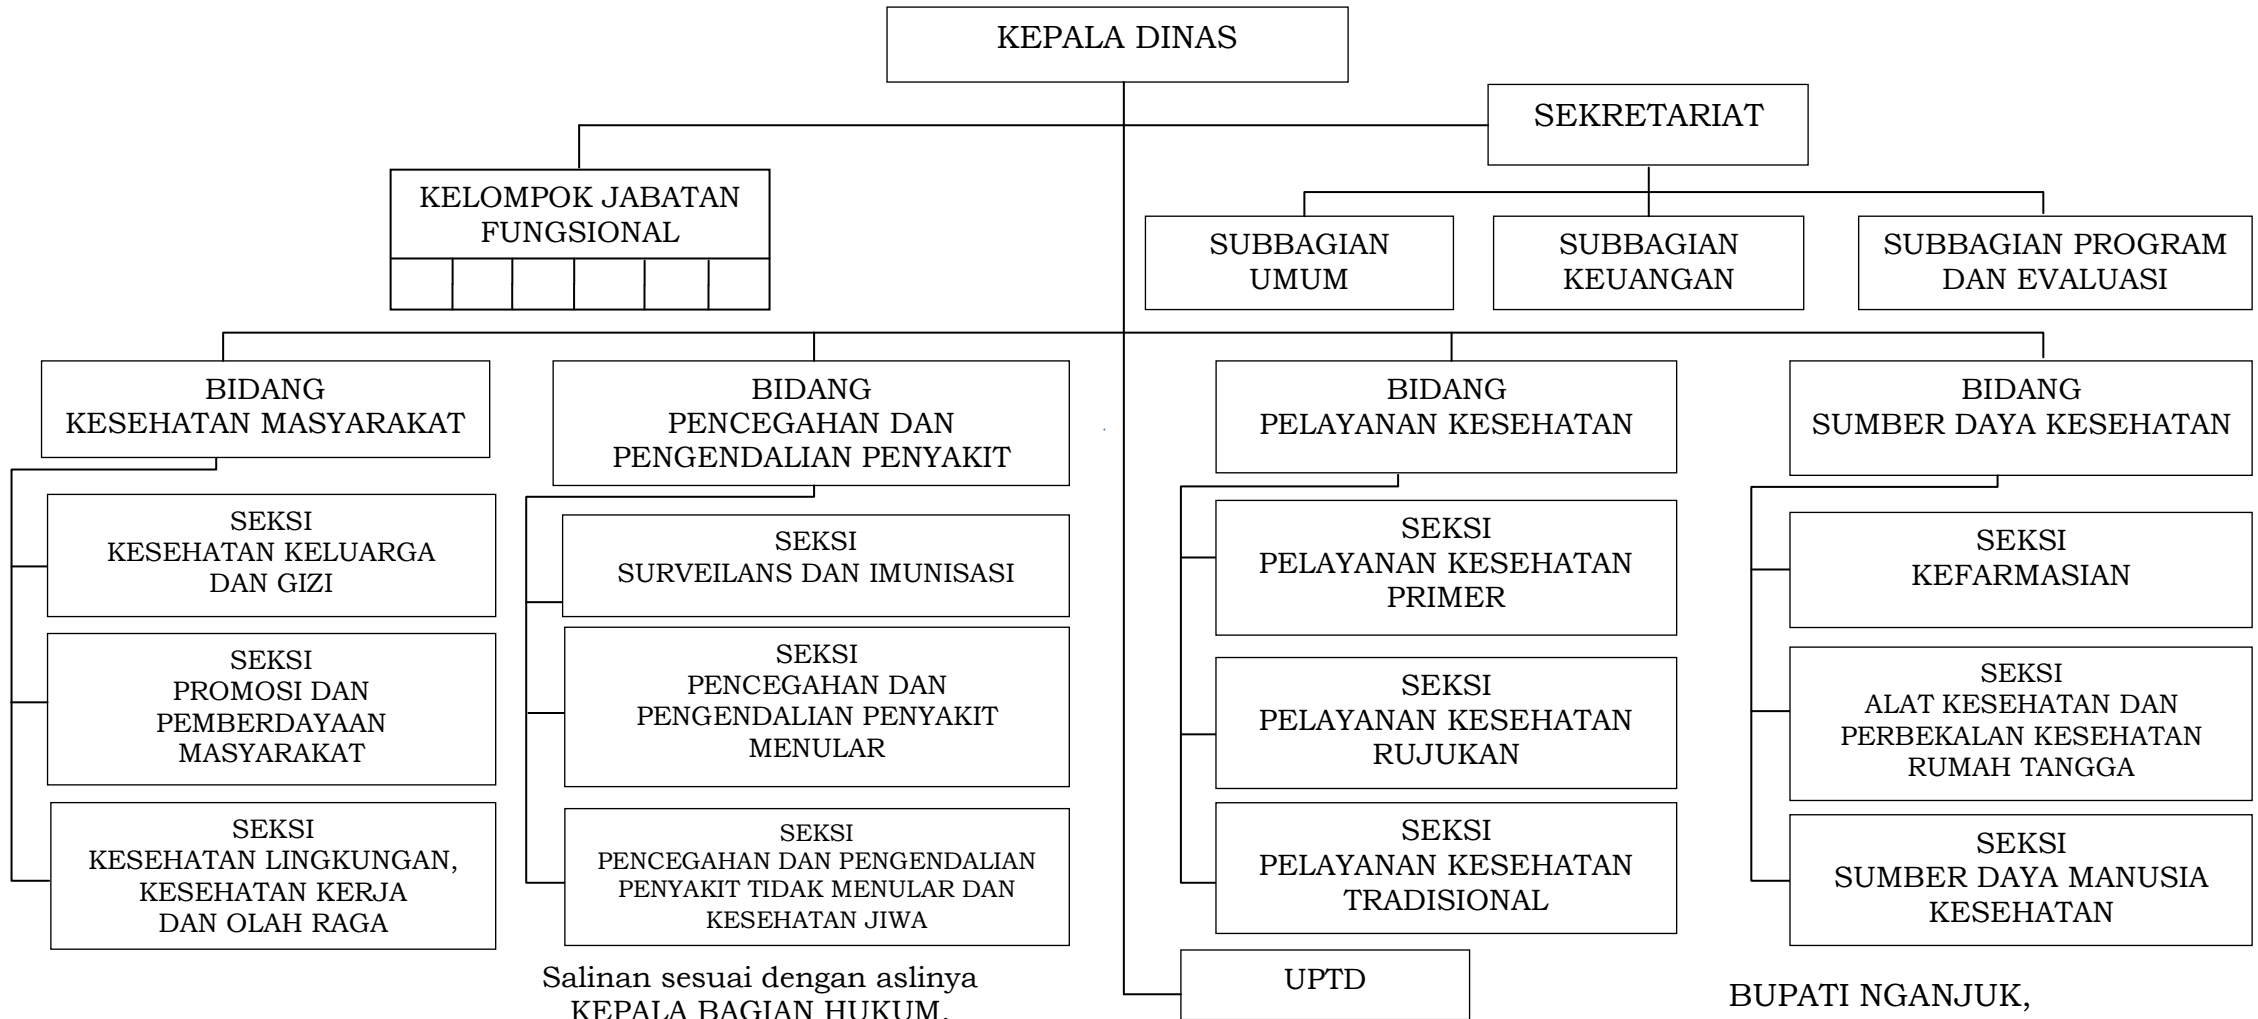 KEPALA DINAS
SEKRETARIAT
KELOMPOK JABATAN
FUNGSIONAL
SUBBAGIAN
UMUM
SUBBAGIAN
KEUANGAN
SUBBAGIAN PROGRAM
DAN EVALUASI
BIDANG
KESEHATAN MASYARAKAT
SEKSI
KESEHATAN KELUARGA
DAN GIZI
SEKSI
PROMOSI DAN
PEMBERDAYAAN
MASYARAKAT
SEKSI
KESEHATAN LINGKUNGAN,
KESEHATAN KERJA
DAN OLAH RAGA
BIDANG
PENCEGAHAN DAN
PENGENDALIAN PENYAKIT
SEKSI
SURVEILANS DAN IMUNISASI
SEKSI
PENCEGAHAN DAN
PENGENDALIAN PENYAKIT
MENULAR
SEKSI
PENCEGAHAN DAN PENGENDALIAN
PENYAKIT TIDAK MENULAR DAN
KESEHATAN JIWA
BIDANG
PELAYANAN KESEHATAN
SEKSI
PELAYANAN KESEHATAN
PRIMER
SEKSI
PELAYANAN KESEHATAN
RUJUKAN
SEKSI
PELAYANAN KESEHATAN
TRADISIONAL
BIDANG
SUMBER DAYA KESEHATAN
SEKSI
KEFARMASIAN
SEKSI
ALAT KESEHATAN DAN
PERBEKALAN KESEHATAN
RUMAH TANGGA
SEKSI
SUMBER DAYA MANUSIA
KESEHATAN
UPTD
Salinan sesuai dengan aslinya
KEPALA BAGIAN HUKUM,
BUPATI NGANJUK,